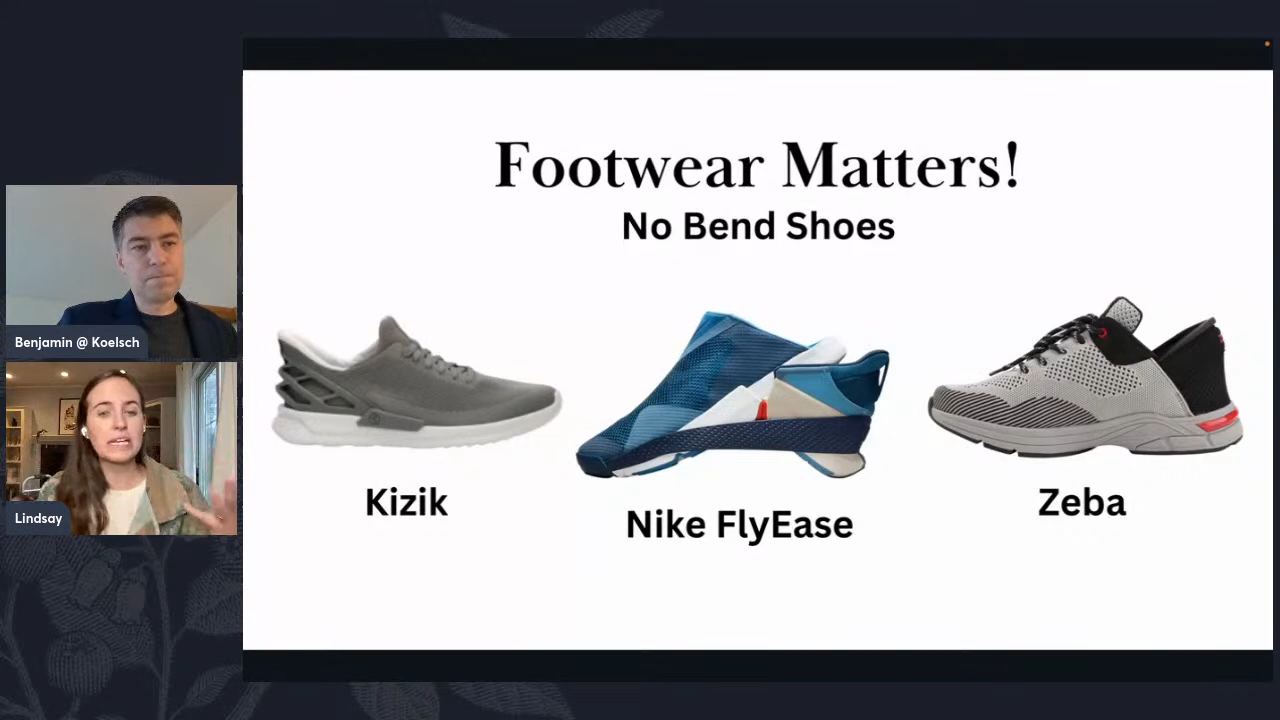 Footwear Matters!
No Bend Shoes
Kizik
Nike FlyEase
Zeba
Benjamin @ Koelsch
Lindsay